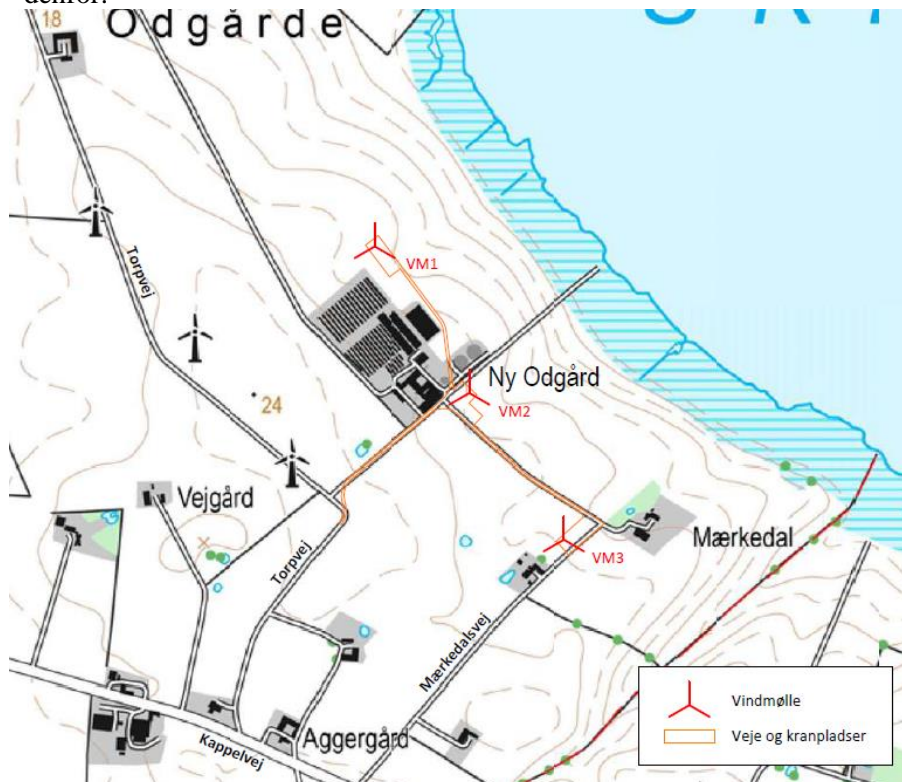 denfor:
18
Odgårde
S K I
Torpvej
VM1
Ny Odgård
VM2
24
Vejgård
Mærkedal
VM3
Torpvej
Mærkedalsvej
Vindmølle
Veje og kranpladser
Aggergård
Kappelvej